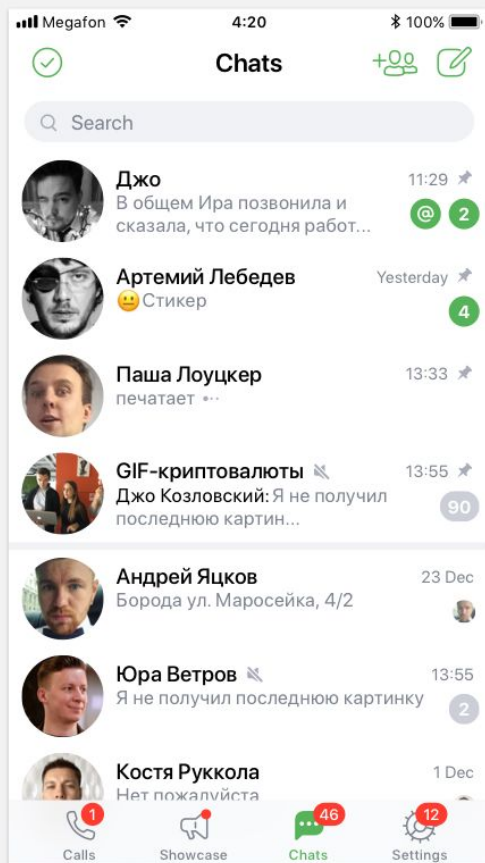 Megafon 4:20 100%
Chats
Search
Джо 11:29
В общем Ира позвонила и
сказала, что сегодня работ... @ 2
Артемий Лебедев Yesterday
😐Стикер 4
Паша Лоуцкер 13:33
печатает
GIF-криптовалюты 13:55
Джо Козловский: Я не получил
последнюю картин... 90
Андрей Яцков 23 Dec
Борода ул. Маросейка, 4/2
Юра Ветров 13:55
Я не получил последнюю картинку 2
Костя Руккола 1 Dec
Нет пожалуйста
1 46 12
Calls Showcase Chats Settings